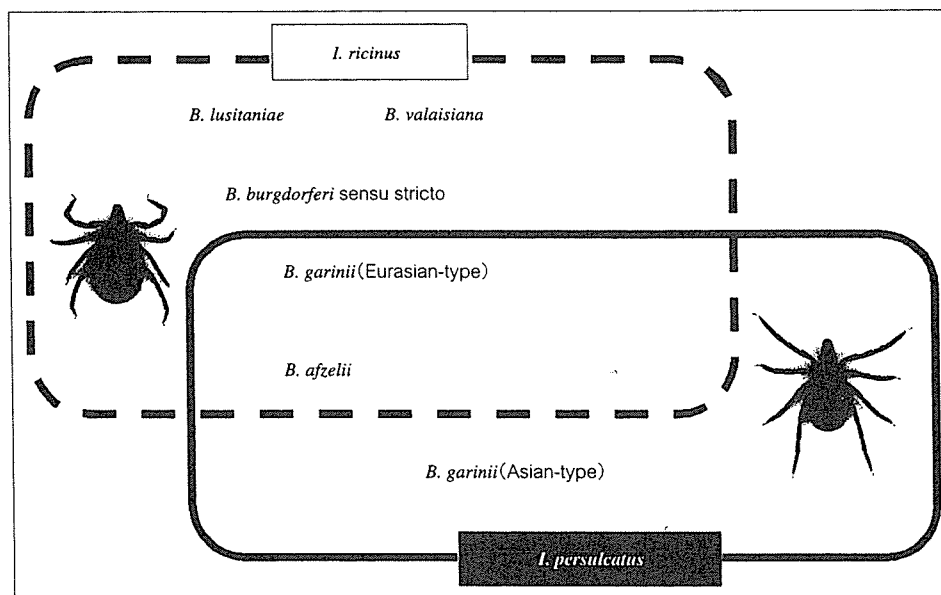 I. ricinus
B. lusitaniae B. valaisiana
B. burgdorferi sensu stricto
B. garinii(Eurasian-type)
B. afzelii
B. garinii(Asian-type)
I. persulcatus